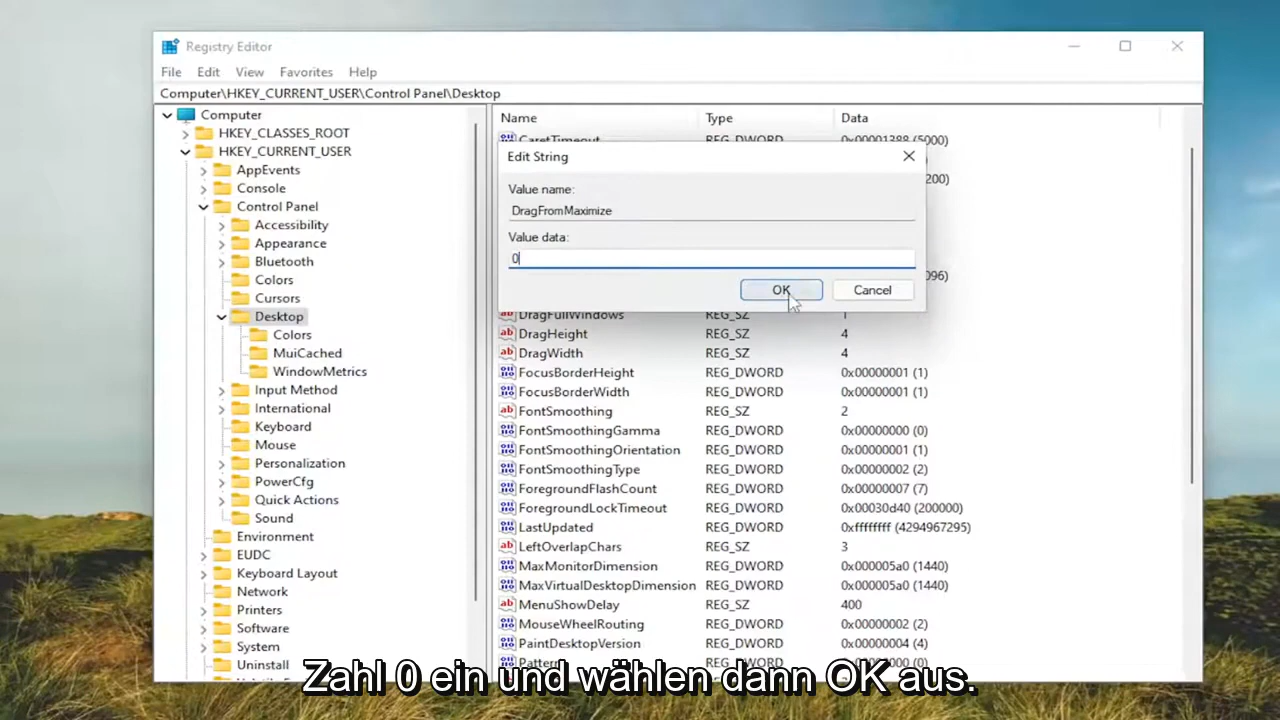 Registry Editor
File Edit View Favorites Help
Computer\HKEY_CURRENT_USER\Control Panel\Desktop
Computer
HKEY_CLASSES_ROOT
HKEY_CURRENT_USER
AppEvents
Console
Control Panel
Accessibility
Appearance
Bluetooth
Colors
Cursors
Desktop
Colors
MuiCached
WindowMetrics
Input Method
International
Keyboard
Mouse
Personalization
PowerCfg
Quick Actions
Sound
Environment
EUDC
Keyboard Layout
Network
Printers
Software
System
Uninstall
Name Type Data
CaretTimeout REG_DWORD 0x00001388 (5000)
Edit String
Value name:
DragFromMaximize
Value data:
0
OK Cancel
200)
096)
DragFullWindows REG_SZ 1
DragHeight REG_SZ 4
DragWidth REG_SZ 4
FocusBorderHeight REG_DWORD 0x00000001 (1)
FocusBorderWidth REG_DWORD 0x00000001 (1)
FontSmoothing REG_SZ 2
FontSmoothingGamma REG_DWORD 0x00000000 (0)
FontSmoothingOrientation REG_DWORD 0x00000001 (1)
FontSmoothingType REG_DWORD 0x00000002 (2)
ForegroundFlashCount REG_DWORD 0x00000007 (7)
ForegroundLockTimeout REG_DWORD 0x00030d40 (200000)
LastUpdated REG_DWORD 0xffffffff (4294967295)
LeftOverlapChars REG_SZ 3
MaxMonitorDimension REG_DWORD 0x000005a0 (1440)
MaxVirtualDesktopDimension REG_DWORD 0x000005a0 (1440)
MenuShowDelay REG_SZ 400
MouseWheelRouting REG_DWORD 0x00000002 (2)
PaintDesktopVersion REG_DWORD 0x00000004 (4)
Pattern
Zahl 0 ein und wählen dann OK aus.